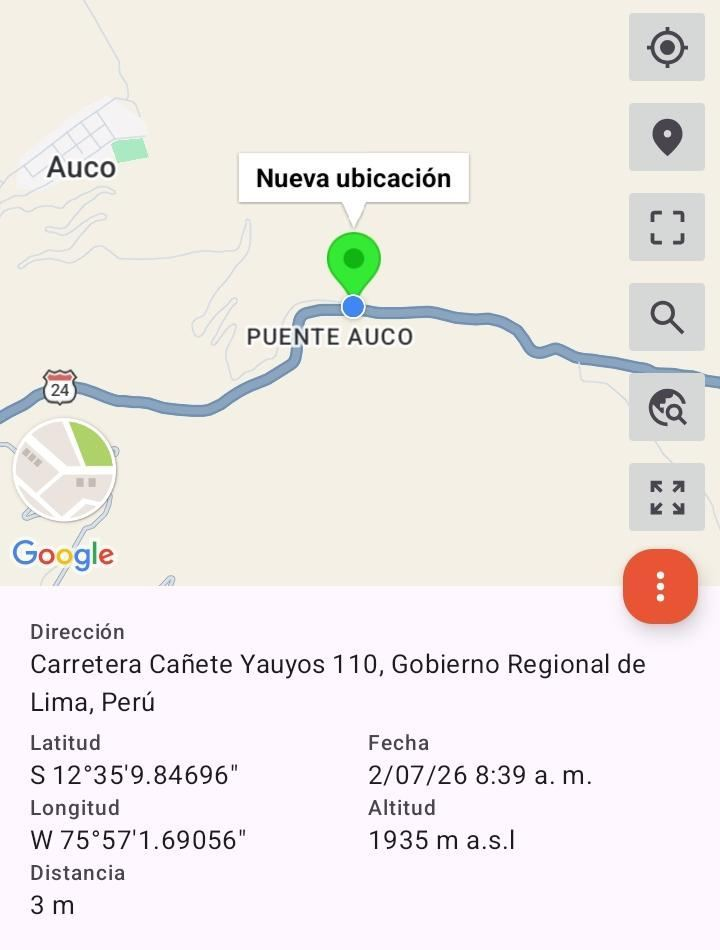 Auco
Nueva ubicación
PUENTE AUCO
24
Google
Dirección
Carretera Cañete Yauyos 110, Gobierno Regional de
Lima, Perú
Latitud
S 12°35'9.84696"
Fecha
2/07/26 8:39 a. m.
Longitud
W 75°57'1.69056"
Altitud
1935 m a.s.l
Distancia
3 m